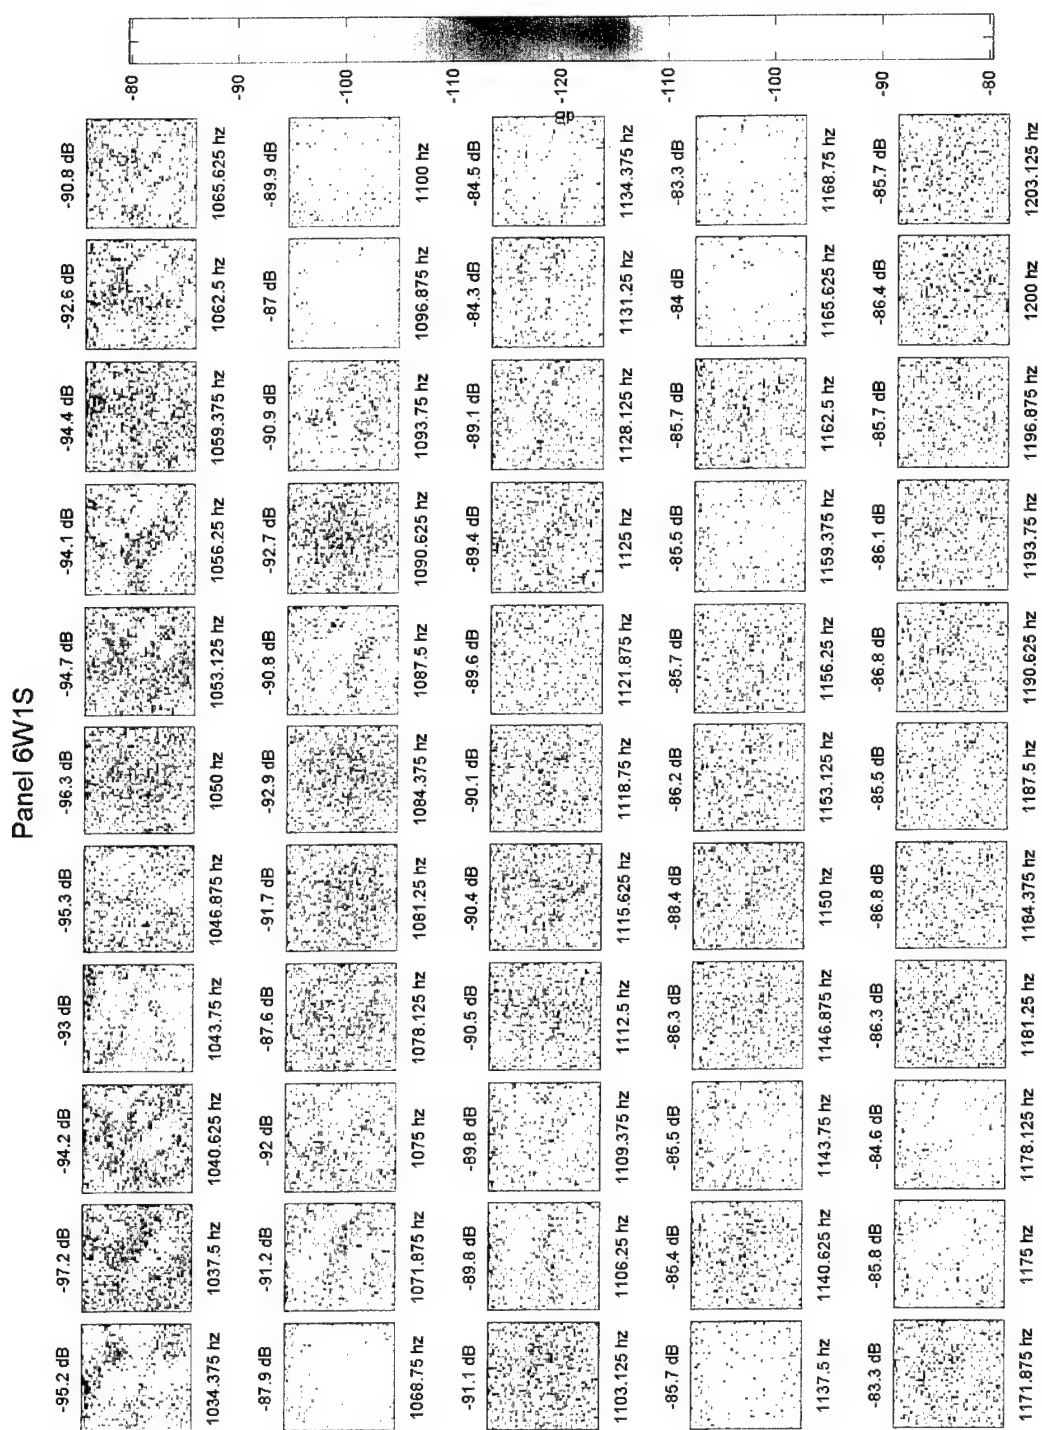 Panel 6W1S
-95.2 dB -97.2 dB -94.2 dB -93 dB -95.3 dB -96.3 dB -94.7 dB -94.1 dB -94.4 dB -92.6 dB -90.8 dB
1034.375 hz 1037.5 hz 1040.625 hz 1043.75 hz 1046.875 hz 1050 hz 1053.125 hz 1056.25 hz 1059.375 hz 1062.5 hz 1065.625 hz
-87.9 dB -91.2 dB -92 dB -87.6 dB -91.7 dB -92.9 dB -90.8 dB -92.7 dB -90.9 dB -87 dB -89.9 dB
1068.75 hz 1071.875 hz 1075 hz 1078.125 hz 1081.25 hz 1084.375 hz 1087.5 hz 1090.625 hz 1093.75 hz 1096.875 hz 1100 hz
-91.1 dB -89.8 dB -89.8 dB -90.5 dB -90.4 dB -90.1 dB -89.6 dB -89.4 dB -89.1 dB -84.3 dB -84.5 dB
1103.125 hz 1106.25 hz 1109.375 hz 1112.5 hz 1115.625 hz 1118.75 hz 1121.875 hz 1125 hz 1128.125 hz 1131.25 hz 1134.375 hz
-85.7 dB -85.4 dB -85.5 dB -86.3 dB -88.4 dB -86.2 dB -85.7 dB -85.5 dB -85.7 dB -84 dB -83.3 dB
1137.5 hz 1140.625 hz 1143.75 hz 1146.875 hz 1150 hz 1153.125 hz 1156.25 hz 1159.375 hz 1162.5 hz 1165.625 hz 1168.75 hz
-83.3 dB -85.8 dB -84.6 dB -86.3 dB -86.8 dB -85.5 dB -86.8 dB -86.1 dB -85.7 dB -86.4 dB -85.7 dB
1171.875 hz 1175 hz 1178.125 hz 1181.25 hz 1184.375 hz 1187.5 hz 1190.625 hz 1193.75 hz 1196.875 hz 1200 hz 1203.125 hz
-80
-90
-100
-110
-120
-110
-100
-90
-80
dB